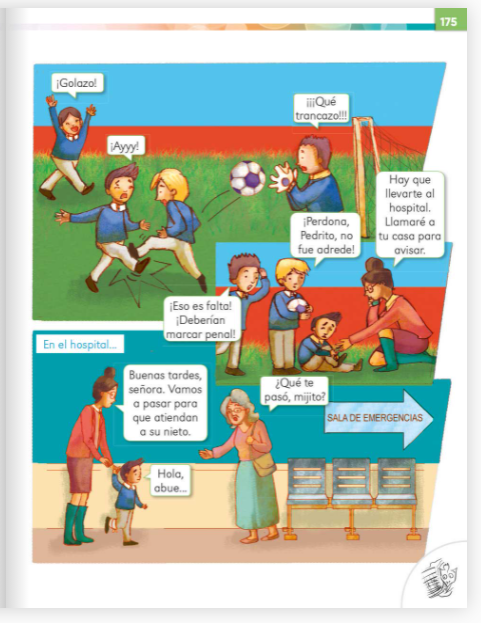 175
¡Golazo!
¡Ayyy!
¡¡¡Qué
trancazo!!!
Hay que
llevarte al
hospital.
Llamaré a
tu casa para
avisar.
¡Perdona,
Pedrito, no
fue adrede!
¡Eso es falta!
¡Deberían
marcar penal!
En el hospital...
Buenas tardes,
señora. Vamos
a pasar para
que atiendan
a su nieto.
¿Qué te
pasó, mijito?
SALA DE EMERGENCIAS
Hola,
abue...